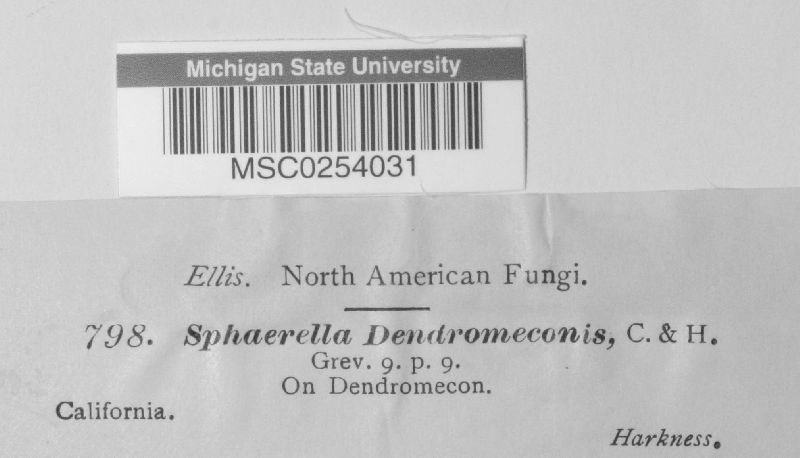 Michigan State University
MSC0254031
Ellis. North American Fungi.
798. Sphaerella Dendromeconis, C. & H.
Grev. 9. p. 9.
On Dendromecon.
California.
Harkness.